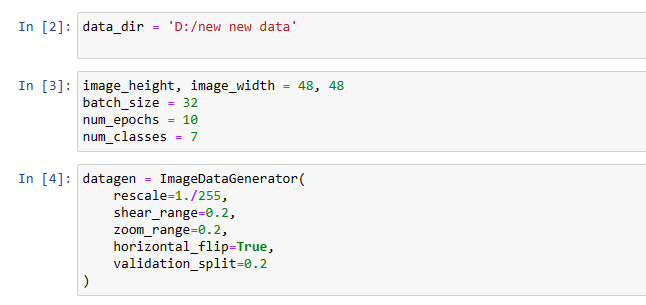 In [2]: data_dir = 'D:/new new data'
In [3]: image_height, image_width = 48, 48
batch_size = 32
num_epochs = 10
num_classes = 7
In [4]: datagen = ImageDataGenerator(
    rescale=1./255,
    shear_range=0.2,
    zoom_range=0.2,
    horizontal_flip=True,
    validation_split=0.2
)